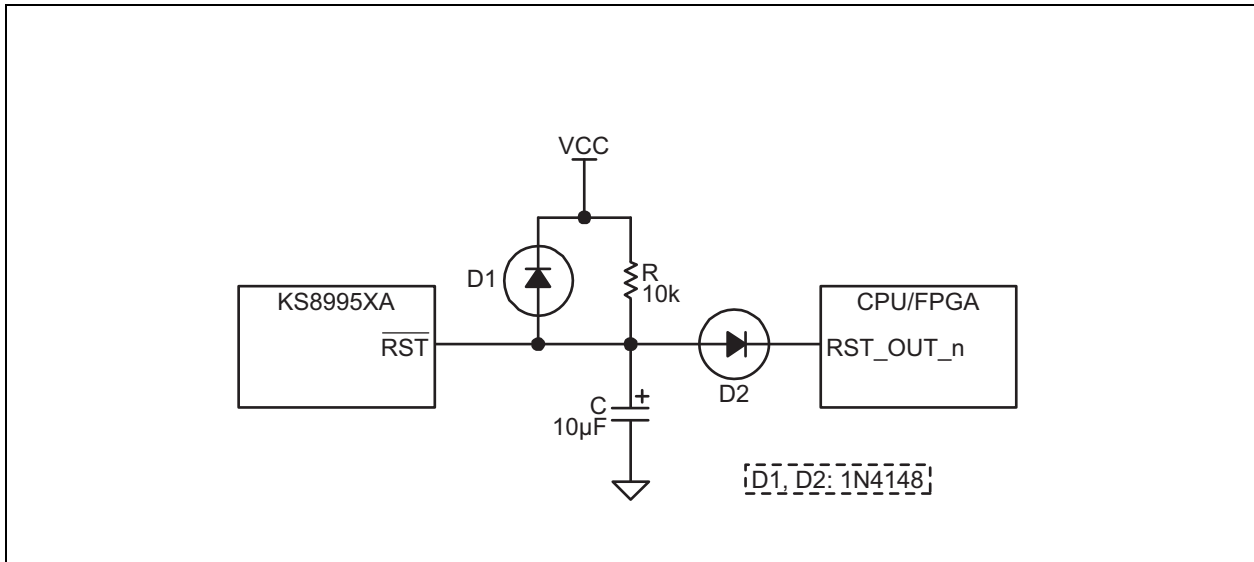 VCC
D1
R
10k
KS8995XA
RST
CPU/FPGA
RST_OUT_n
D2
C
+
10µF
D1, D2: 1N4148